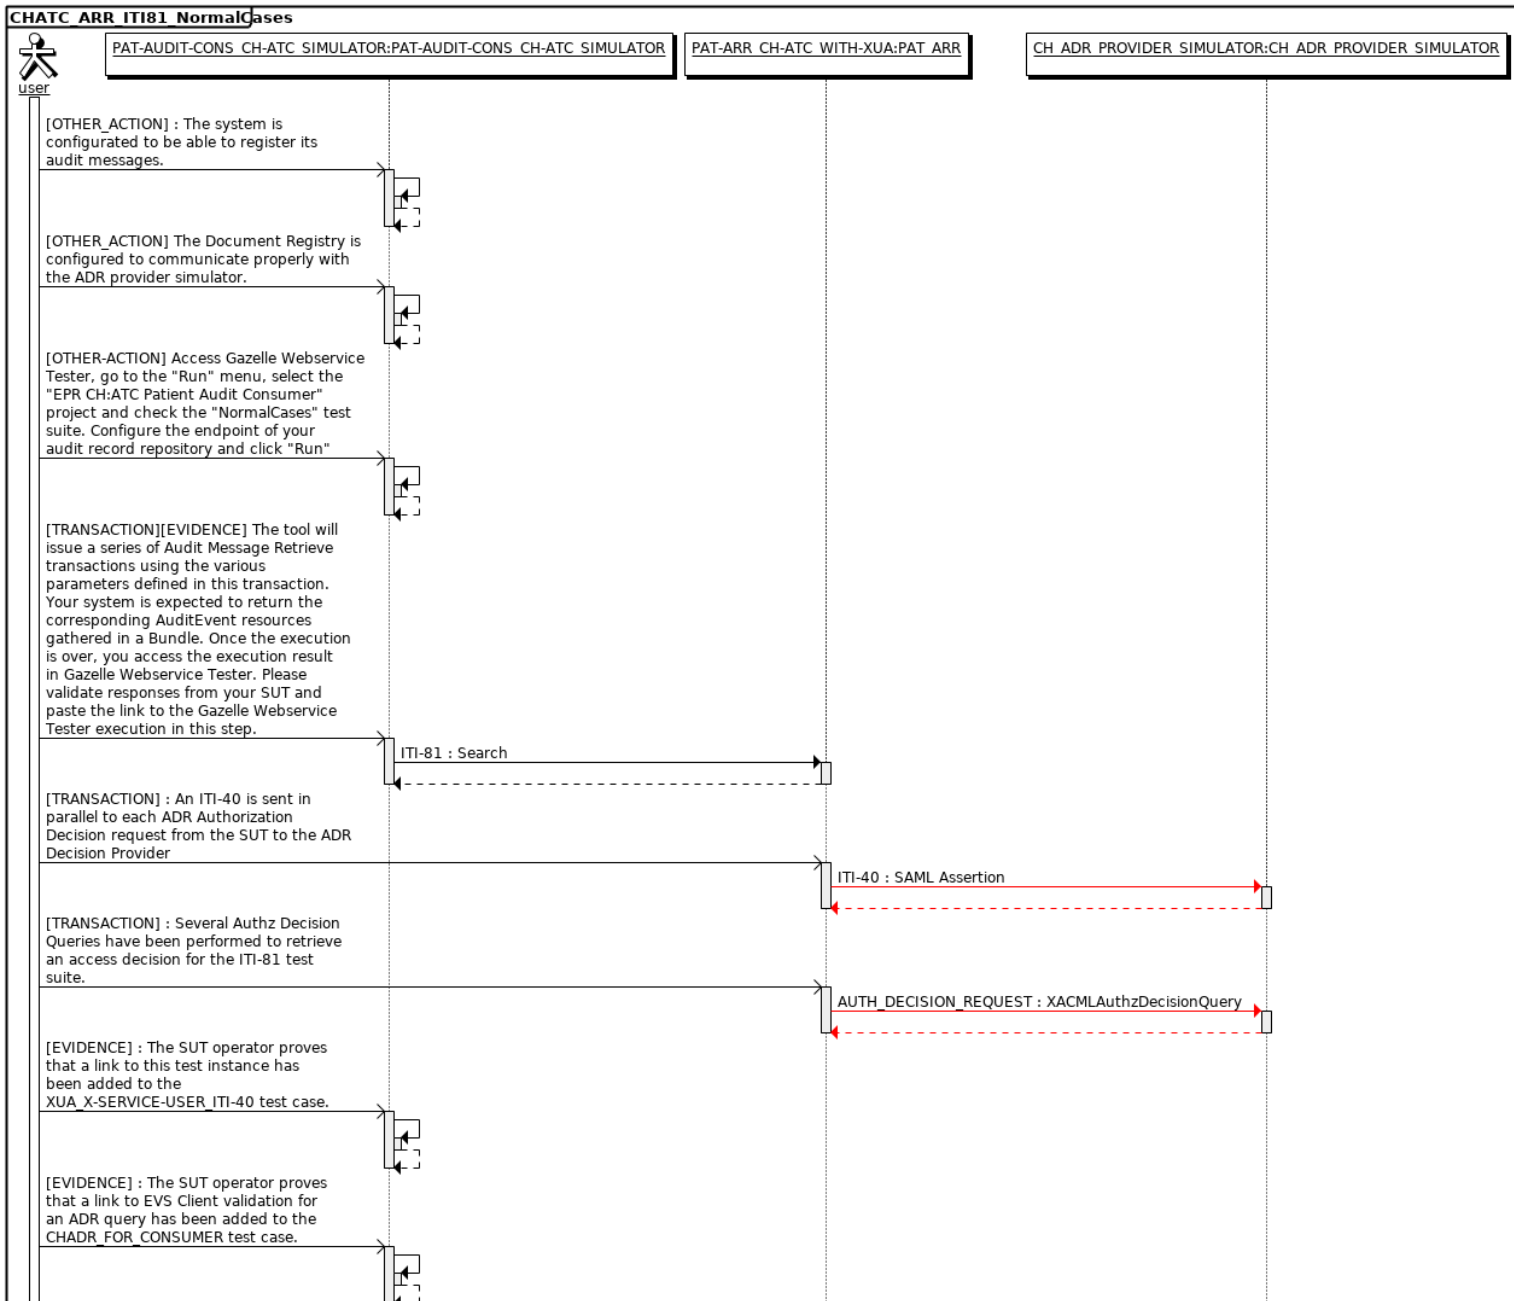 CHATC_ARR_ITI81_NormalCases
user
PAT-AUDIT-CONS_CH-ATC_SIMULATOR:PAT-AUDIT-CONS_CH-ATC_SIMULATOR
PAT-ARR_CH-ATC_WITH-XUA:PAT_ARR
CH_ADR_PROVIDER_SIMULATOR:CH_ADR_PROVIDER_SIMULATOR
[OTHER_ACTION] : The system is
configurated to be able to register its
audit messages.
[OTHER_ACTION] The Document Registry is
configured to communicate properly with
the ADR provider simulator.
[OTHER-ACTION] Access Gazelle Webservice
Tester, go to the "Run" menu, select the
"EPR CH:ATC Patient Audit Consumer"
project and check the "NormalCases" test
suite. Configure the endpoint of your
audit record repository and click "Run"
[TRANSACTION][EVIDENCE] The tool will
issue a series of Audit Message Retrieve
transactions using the various
parameters defined in this transaction.
Your system is expected to return the
corresponding AuditEvent resources
gathered in a Bundle. Once the execution
is over, you access the execution result
in Gazelle Webservice Tester. Please
validate responses from your SUT and
paste the link to the Gazelle Webservice
Tester execution in this step.
ITI-81 : Search
[TRANSACTION] : An ITI-40 is sent in
parallel to each ADR Authorization
Decision request from the SUT to the ADR
Decision Provider
ITI-40 : SAML Assertion
[TRANSACTION] : Several Authz Decision
Queries have been performed to retrieve
an access decision for the ITI-81 test
suite.
AUTH_DECISION_REQUEST : XACMLAuthzDecisionQuery
[EVIDENCE] : The SUT operator proves
that a link to this test instance has
been added to the
XUA_X-SERVICE-USER_ITI-40 test case.
[EVIDENCE] : The SUT operator proves
that a link to EVS Client validation for
an ADR query has been added to the
CHADR_FOR_CONSUMER test case.